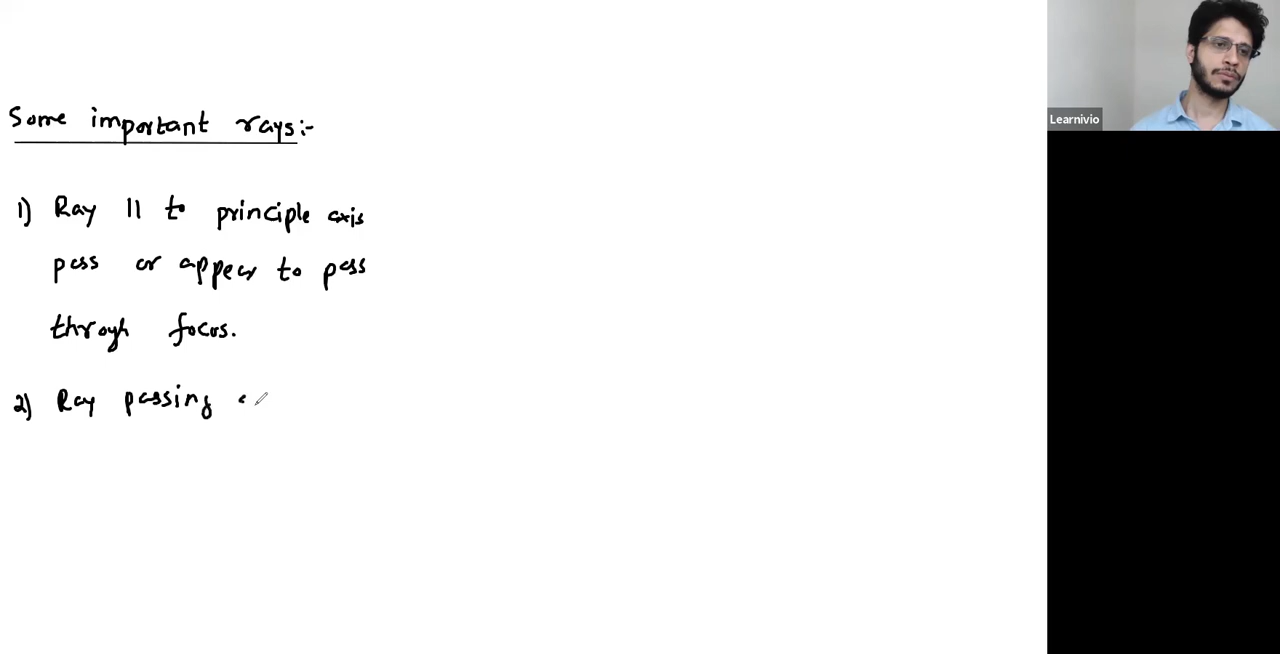 Some important rays:-
1) Ray || to principle axis
pass or appear to pass
through focus.
2) Ray passing
Learnivio